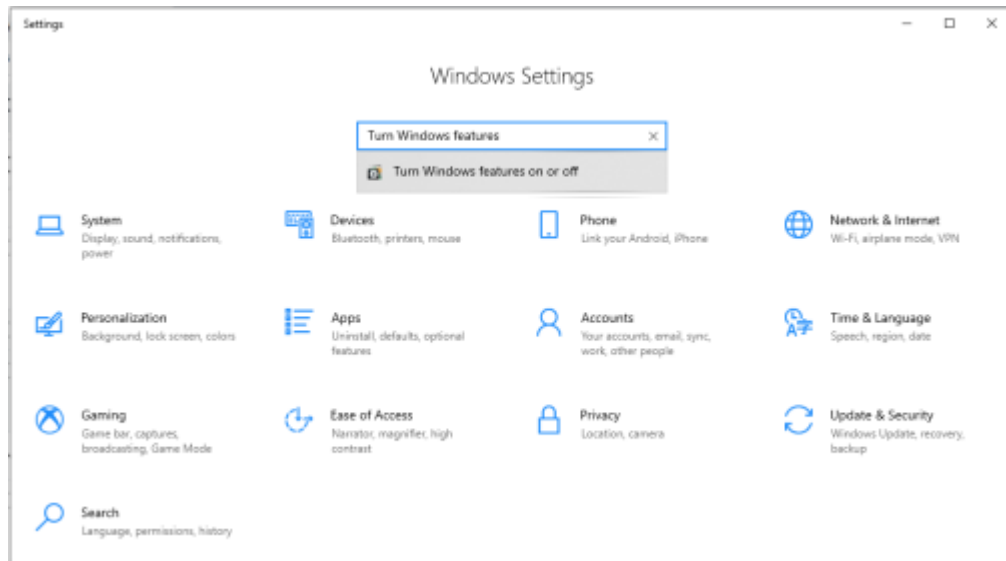 Settings
Windows Settings
Turn Windows features
Turn Windows features on or off
System
Display, sound, notifications,
power
Devices
Bluetooth, printers, mouse
Phone
Link your Android, iPhone
Network & Internet
Wi-Fi, airplane mode, VPN
Personalization
Background, lock screen, colors
Apps
Uninstall, defaults, optional
features
Accounts
Your accounts, email, sync,
work, other people
Time & Language
Speech, region, date
Gaming
Game bar, captures,
broadcasting, Game Mode
Ease of Access
Narrator, magnifier, high
contrast
Privacy
Location, camera
Update & Security
Windows Update, recovery,
backup
Search
Language, permissions, history